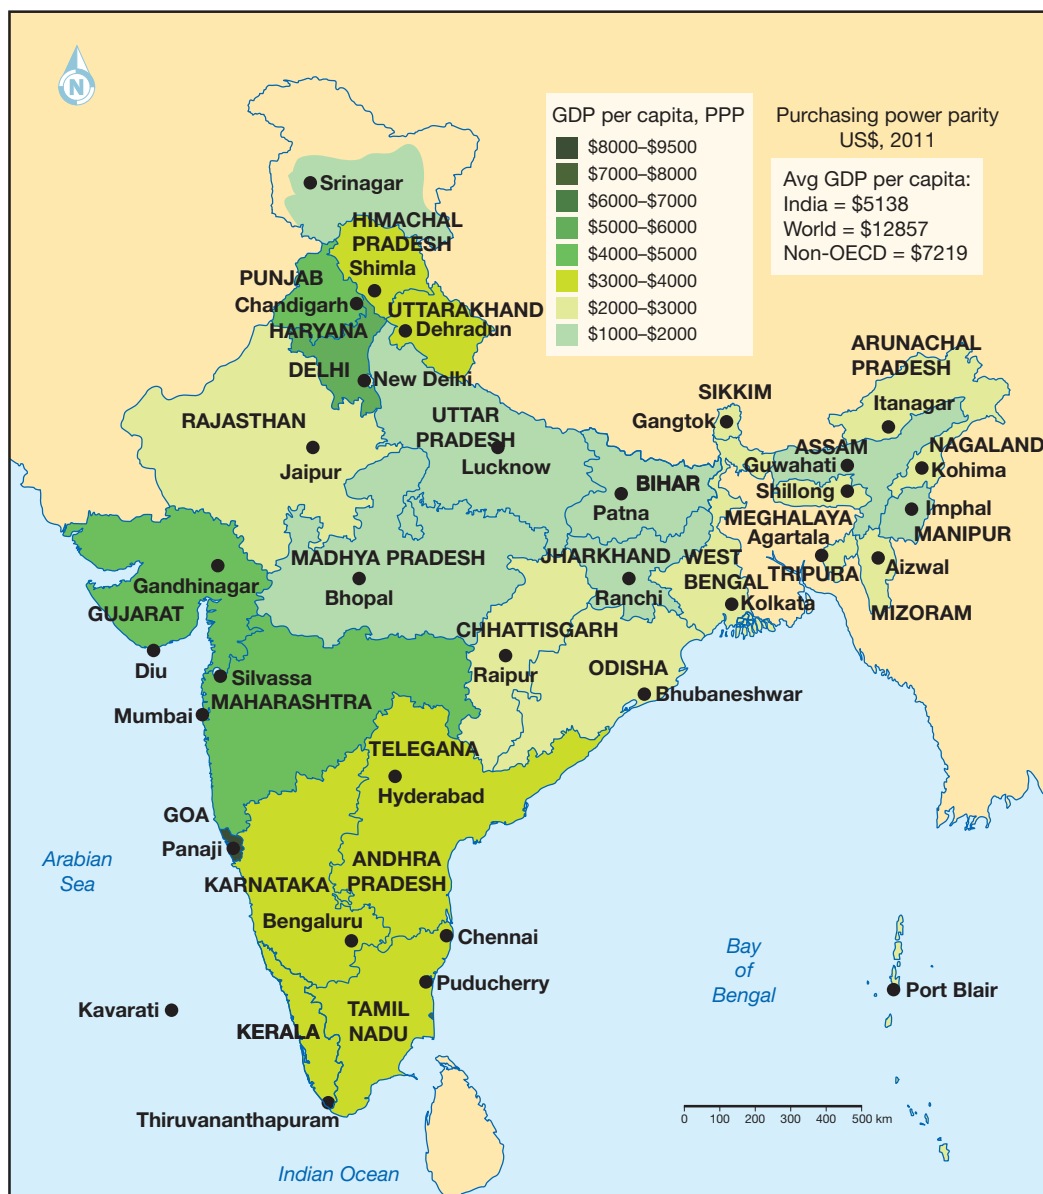 N
GDP per capita, PPP
$8000–$9500
$7000–$8000
$6000–$7000
$5000–$6000
$4000–$5000
$3000–$4000
$2000–$3000
$1000–$2000
Purchasing power parity
US$, 2011
Avg GDP per capita:
India = $5138
World = $12857
Non-OECD = $7219
Srinagar
HIMACHAL
PRADESH
Shimla
PUNJAB
Chandigarh
UTTARAKHAND
Dehradun
HARYANA
DELHI
New Delhi
ARUNACHAL
PRADESH
Itanagar
SIKKIM
Gangtok
RAJASTHAN
Jaipur
UTTAR
PRADESH
Lucknow
ASSAM
Guwahati
NAGALAND
Kohima
BIHAR
Patna
Shillong
MEGHALAYA
Imphal
MANIPUR
Agartala
TRIPURA
Aizwal
MIZORAM
MADHYA PRADESH
Bhopal
JHARKHAND
Ranchi
WEST
BENGAL
Kolkata
Gandhinagar
GUJARAT
Diu
CHHATTISGARH
Raipur
ODISHA
Bhubaneshwar
Silvassa
MAHARASHTRA
Mumbai
TELEGANA
Hyderabad
GOA
Panaji
Arabian
Sea
KARNATAKA
ANDHRA
PRADESH
Bengaluru
Chennai
Bay
of
Bengal
Puducherry
Port Blair
Kavarati
KERALA
TAMIL
NADU
Thiruvananthapuram
0 100 200 300 400 500 km
Indian Ocean